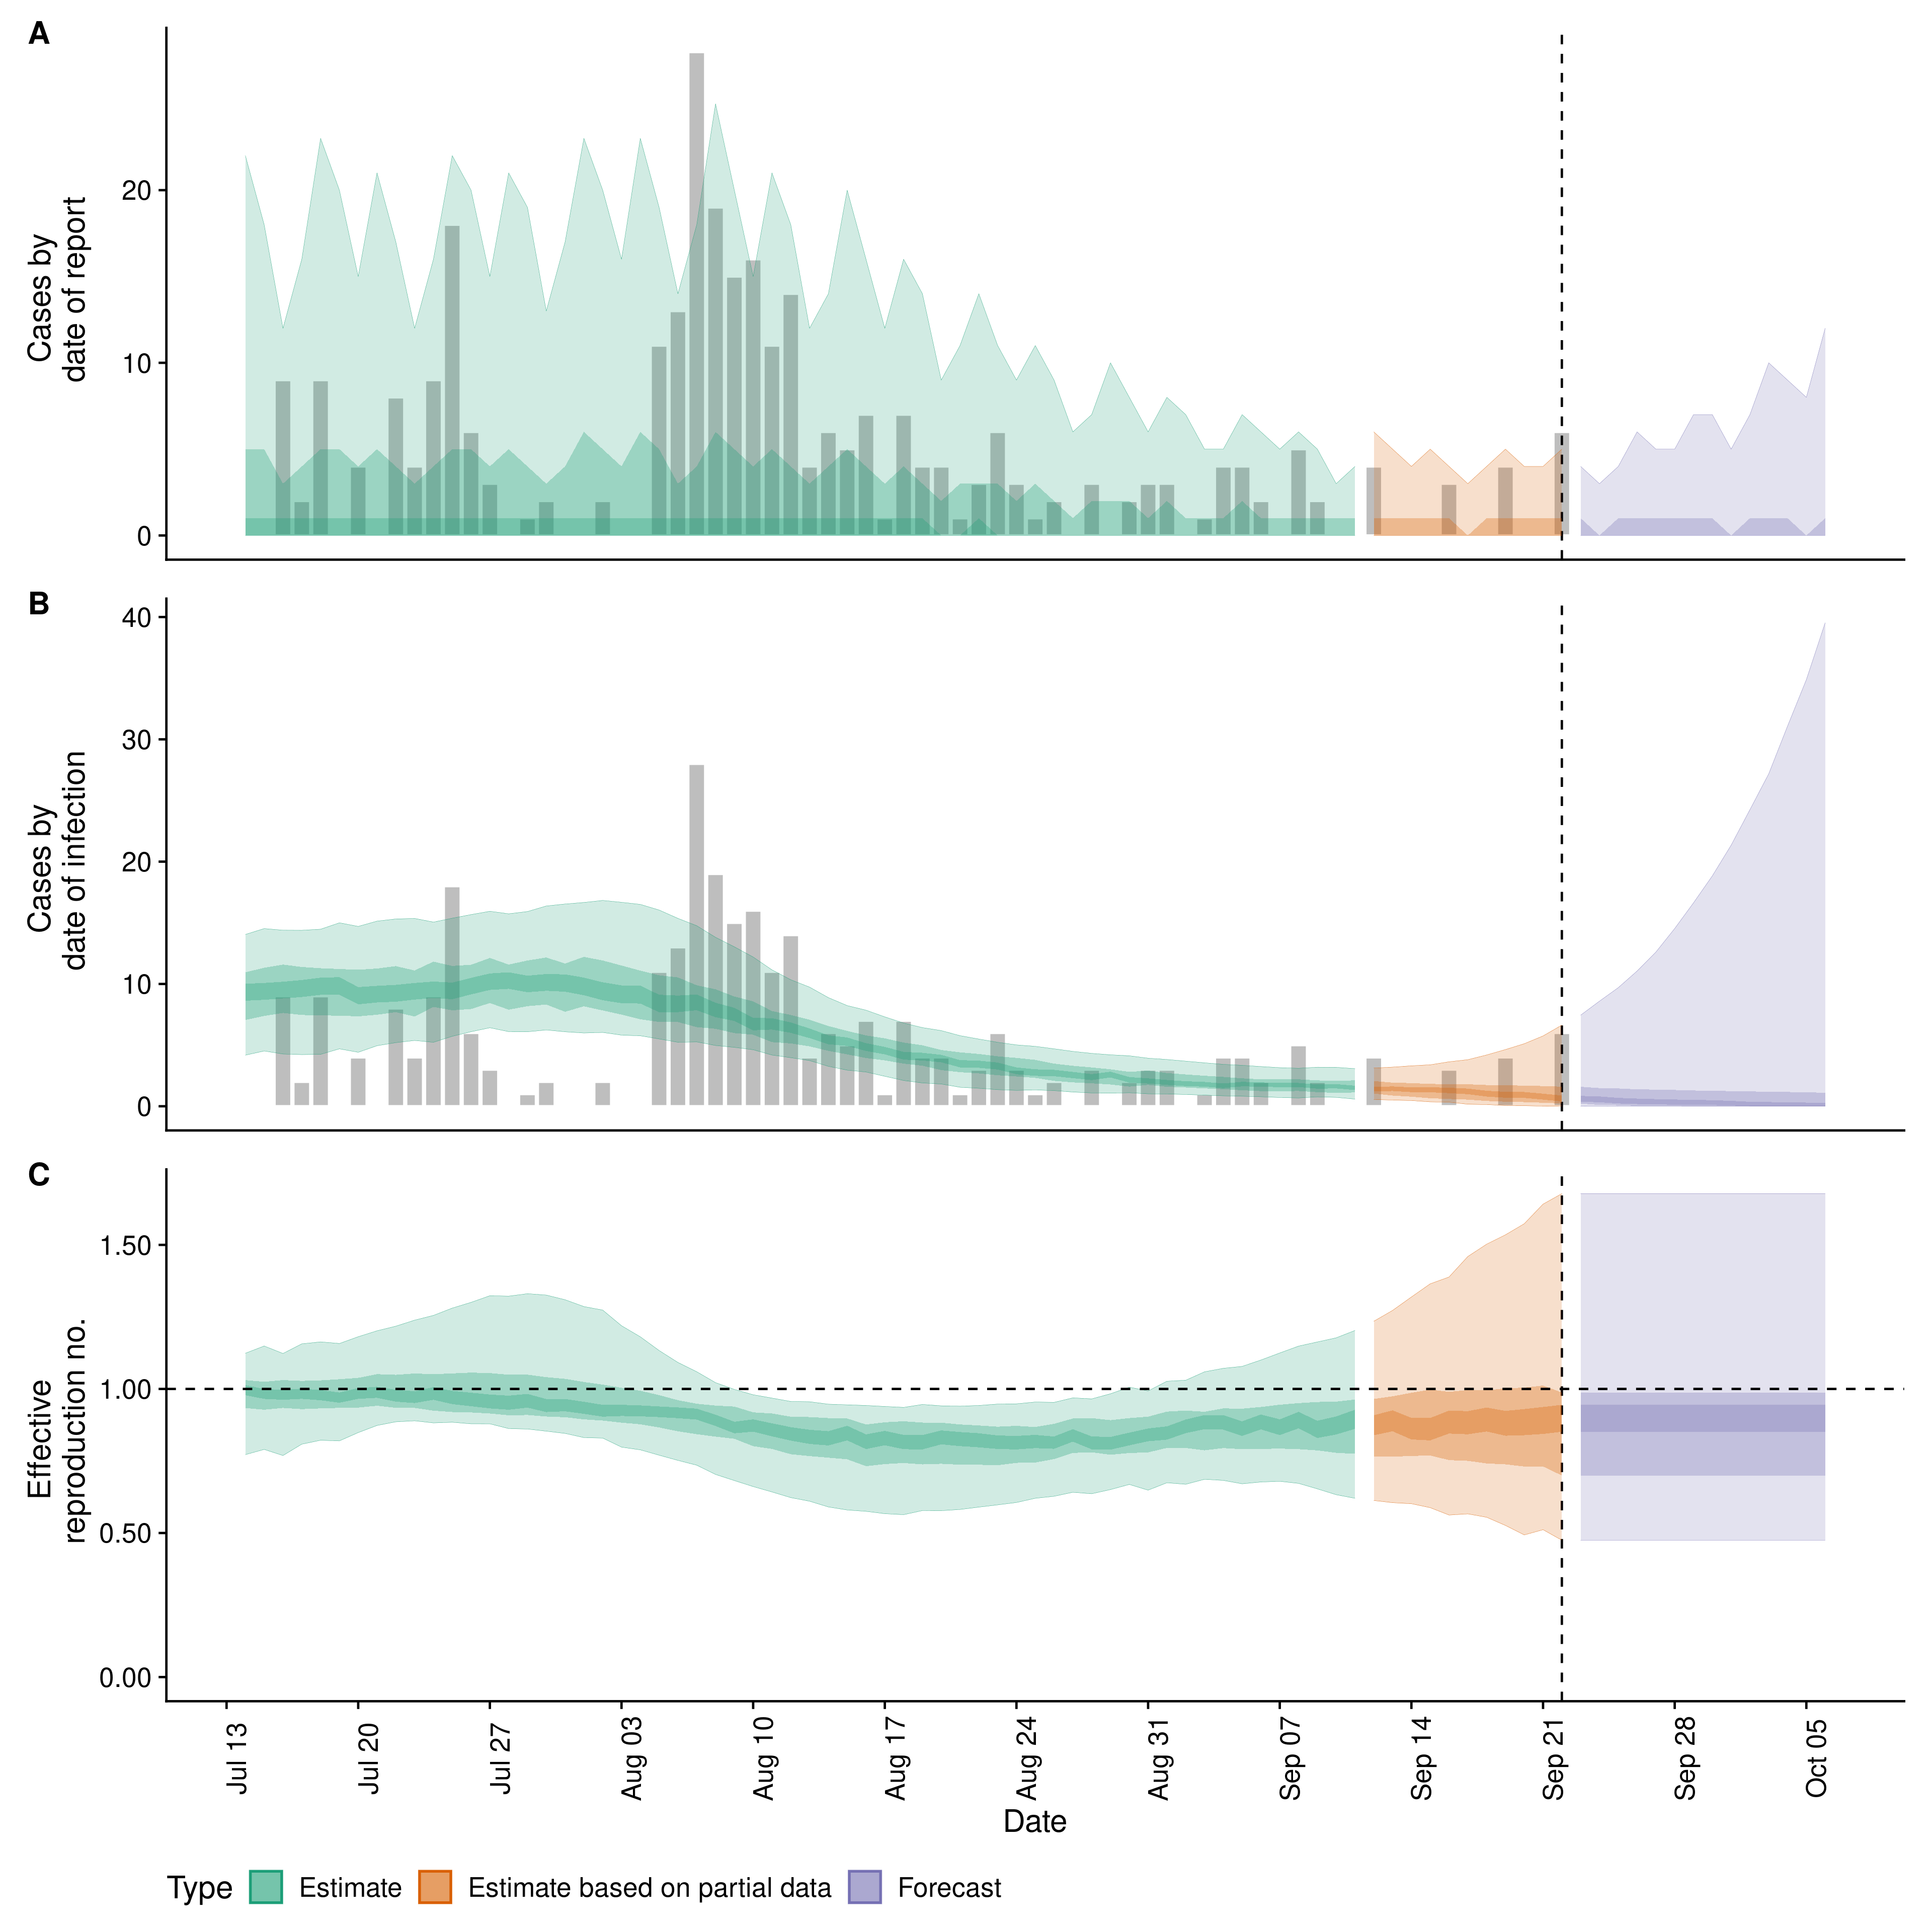 A
Cases by
date of report
20
10
0
B
Cases by
date of infection
40
30
20
10
0
C
Effective
reproduction no.
1.50
1.00
0.50
0.00
Jul 13
Jul 20
Jul 27
Aug 03
Aug 10
Aug 17
Aug 24
Aug 31
Sep 07
Sep 14
Sep 21
Sep 28
Oct 05
Date
Type
Estimate
Estimate based on partial data
Forecast